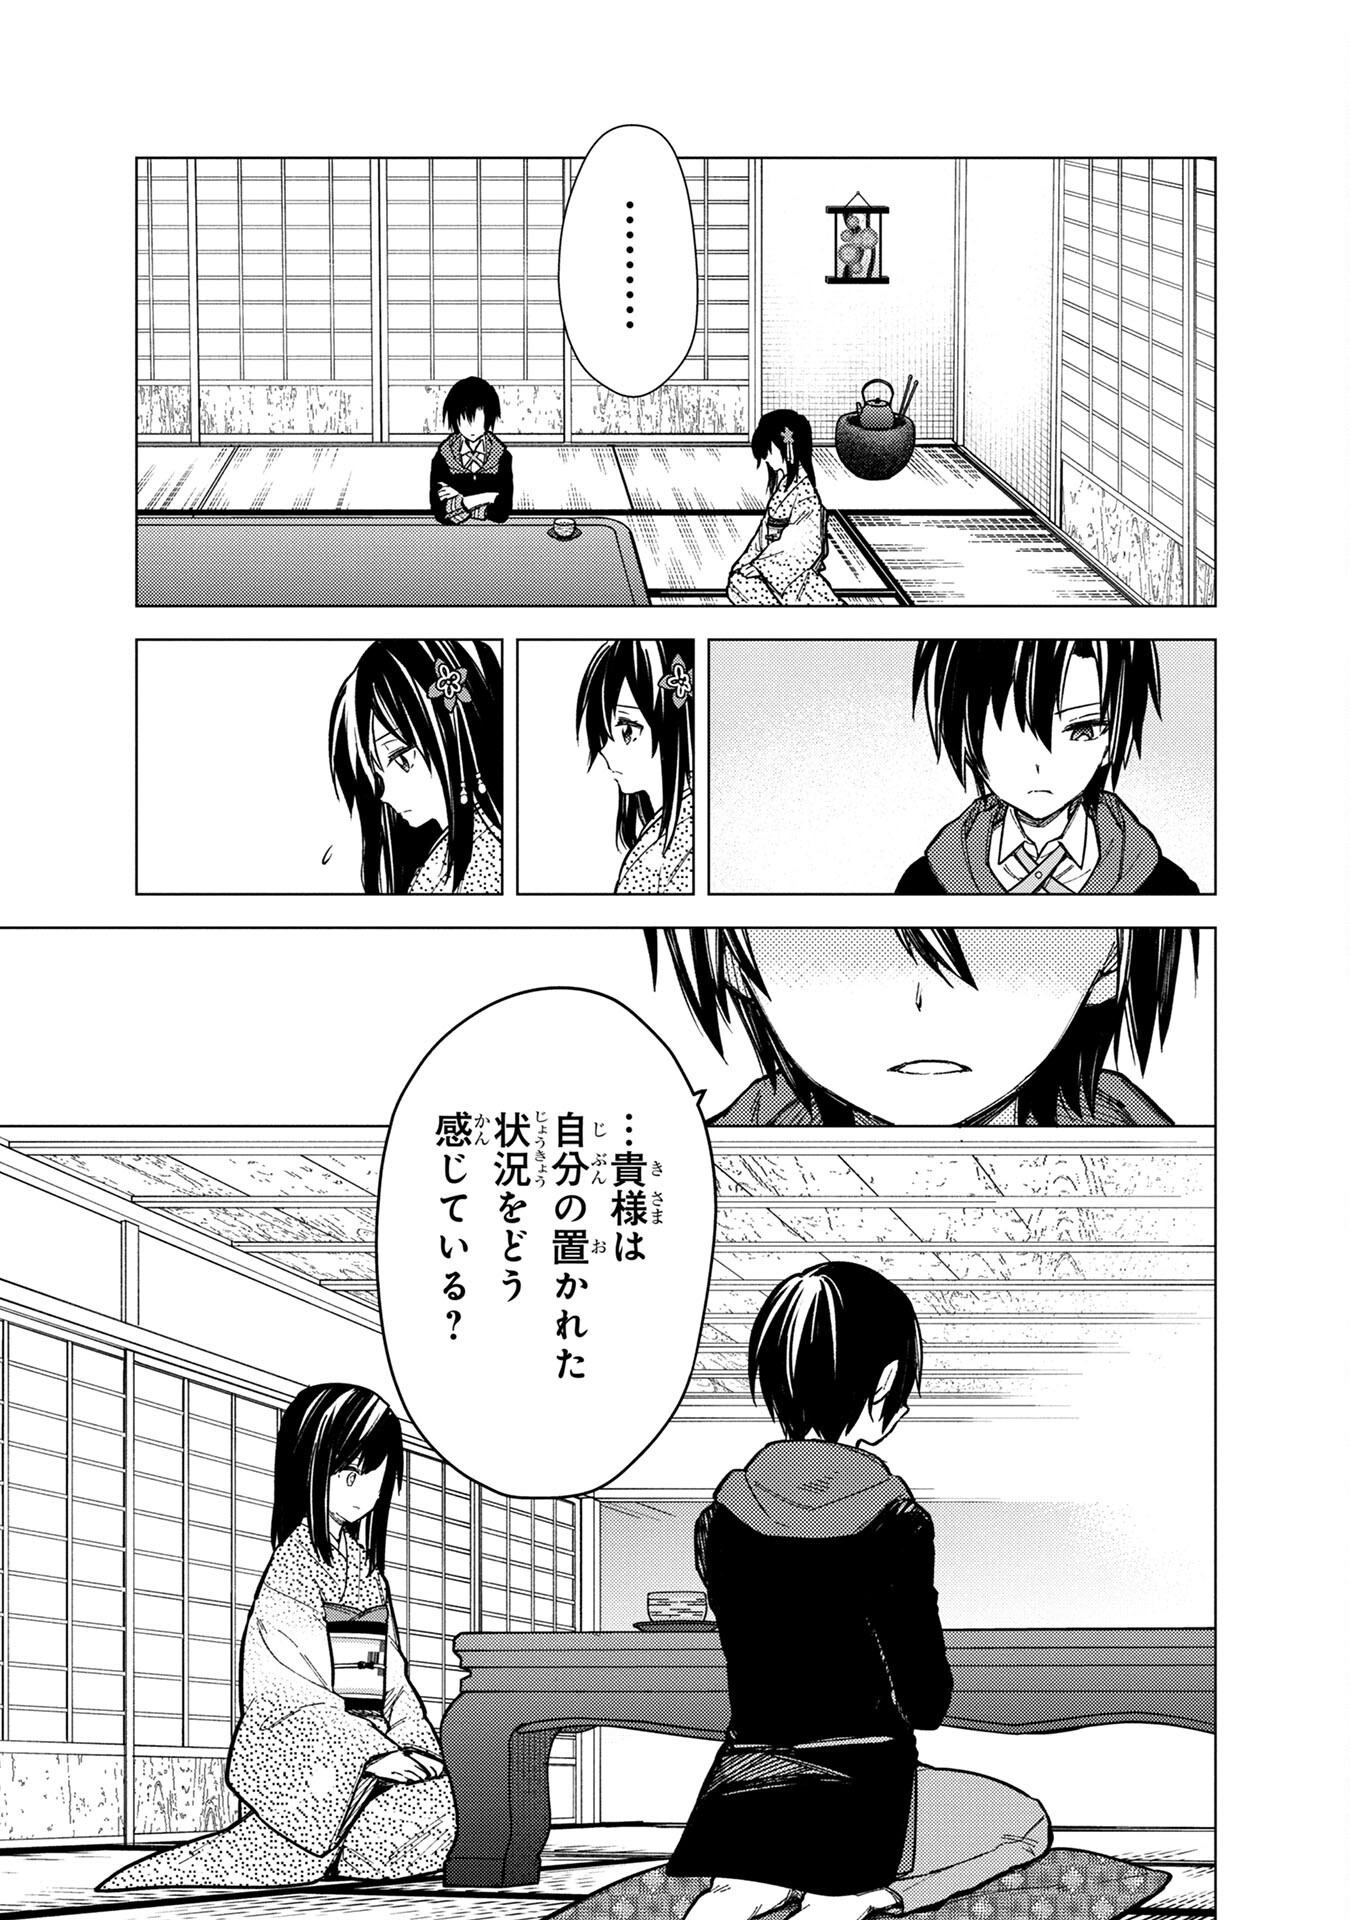 ………
…貴様は
自分の置かれた
状況をどう
感じている?